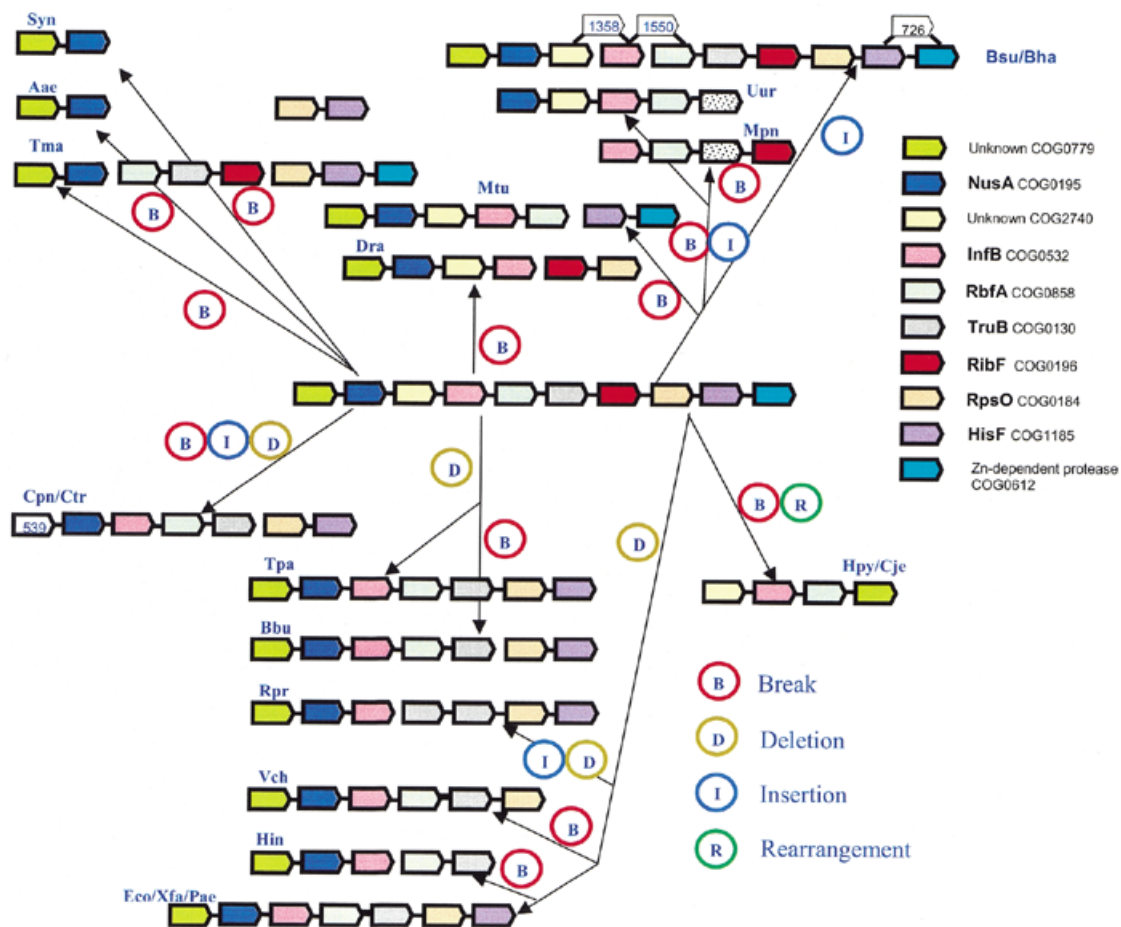 Syn
1358
1550
726
Bsu/Bha
Aae
Uur
I
Tma
Mpn
B
B
B
Mtu
B
I
Dra
B
B
B
Unknown COG0779
NusA COG0195
Unknown COG2740
InfB COG0532
RbfA COG0858
TruB COG0130
RibF COG0196
RpsO COG0184
HisF COG1185
Zn-dependent protease
COG0612
B
I
D
D
Cpn/Ctr
539
B
R
B
D
Tpa
Hpy/Cje
Bbu
Rpr
I
D
Vch
B
Hin
B
Eco/Xfa/Pae
B Break
D Deletion
I Insertion
R Rearrangement